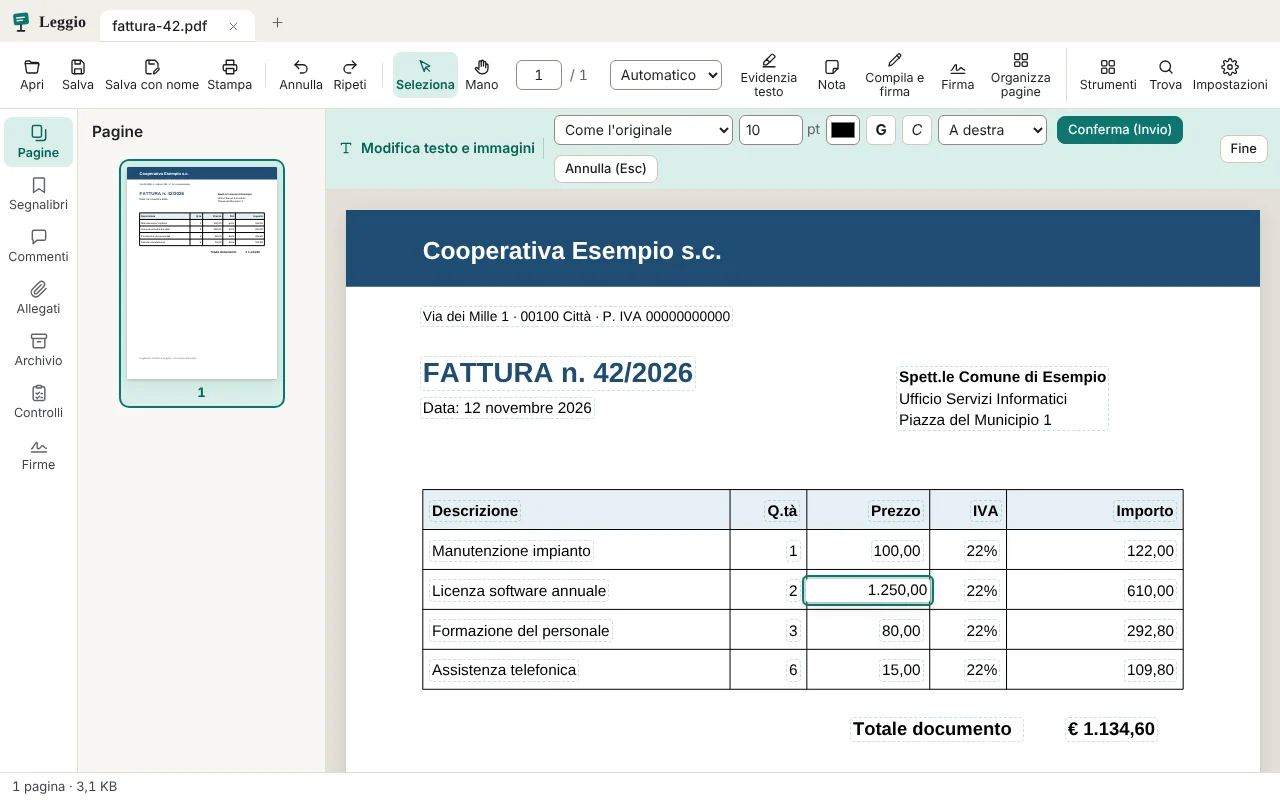 Leggio
fattura-42.pdf
Apri
Salva
Salva con nome
Stampa
Annulla
Ripeti
Seleziona
Mano
1 / 1
Automatico
Evidenzia testo
Nota
Compila e firma
Firma
Organizza pagine
Strumenti
Trova
Impostazioni
Pagine
Segnalibri
Commenti
Allegati
Archivio
Controlli
Firme
Pagine
1
Modifica testo e immagini
Come l'originale
10 pt
G
C
A destra
Conferma (Invio)
Annulla (Esc)
Fine
Cooperativa Esempio s.c.
Via dei Mille 1 · 00100 Città · P. IVA 00000000000
FATTURA n. 42/2026
Data: 12 novembre 2026
Spett.le Comune di Esempio
Ufficio Servizi Informatici
Piazza del Municipio 1
Descrizione Q.tà Prezzo IVA Importo
Manutenzione impianto 1 100,00 22% 122,00
Licenza software annuale 2 1.250,00 22% 610,00
Formazione del personale 3 80,00 22% 292,80
Assistenza telefonica 6 15,00 22% 109,80
Totale documento € 1.134,60
1 pagina · 3,1 KB